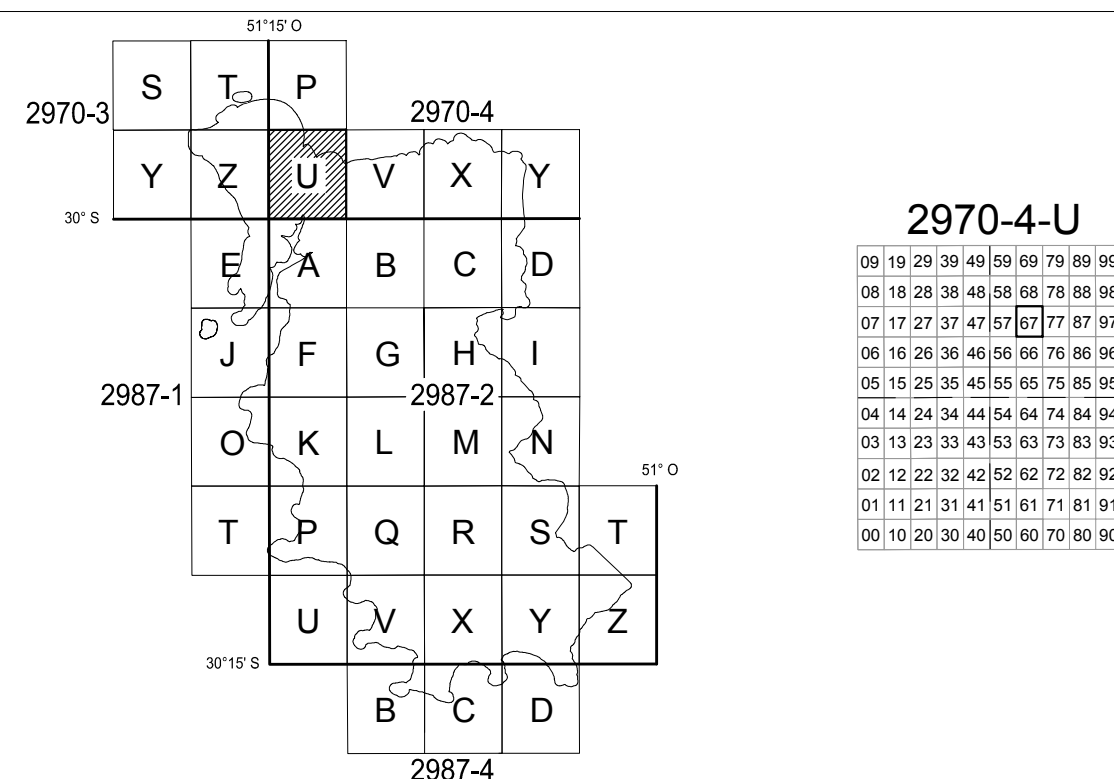 51°15' O
S T P
2970-3 2970-4
Y Z U V X Y
30° S
E A B C D
J F G H I
2987-1 2987-2
O K L M N
51° O
T P Q R S T
U V X Y Z
30°15' S
B C D
2987-4
2970-4-U
09 19 29 39 49 59 69 79 89 99
08 18 28 38 48 58 68 78 88 98
07 17 27 37 47 57 67 77 87 97
06 16 26 36 46 56 66 76 86 96
05 15 25 35 45 55 65 75 85 95
04 14 24 34 44 54 64 74 84 94
03 13 23 33 43 53 63 73 83 93
02 12 22 32 42 52 62 72 82 92
01 11 21 31 41 51 61 71 81 91
00 10 20 30 40 50 60 70 80 90